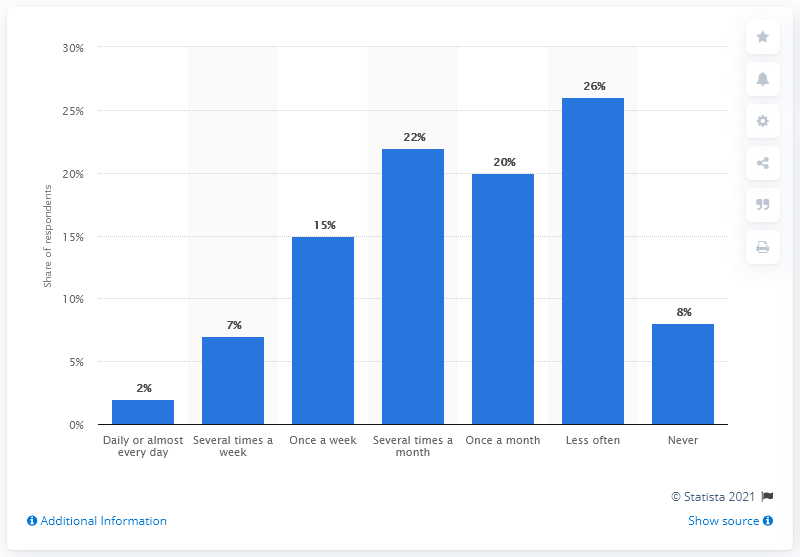 30%
25%
20%
15%
10%
5%
0%
Share of respondents
2%
7%
15%
22%
20%
26%
8%
Daily or almost
every day
Several times a
week
Once a week
Several times a
month
Once a month
Less often
Never
© Statista 2021
Additional Information
Show source